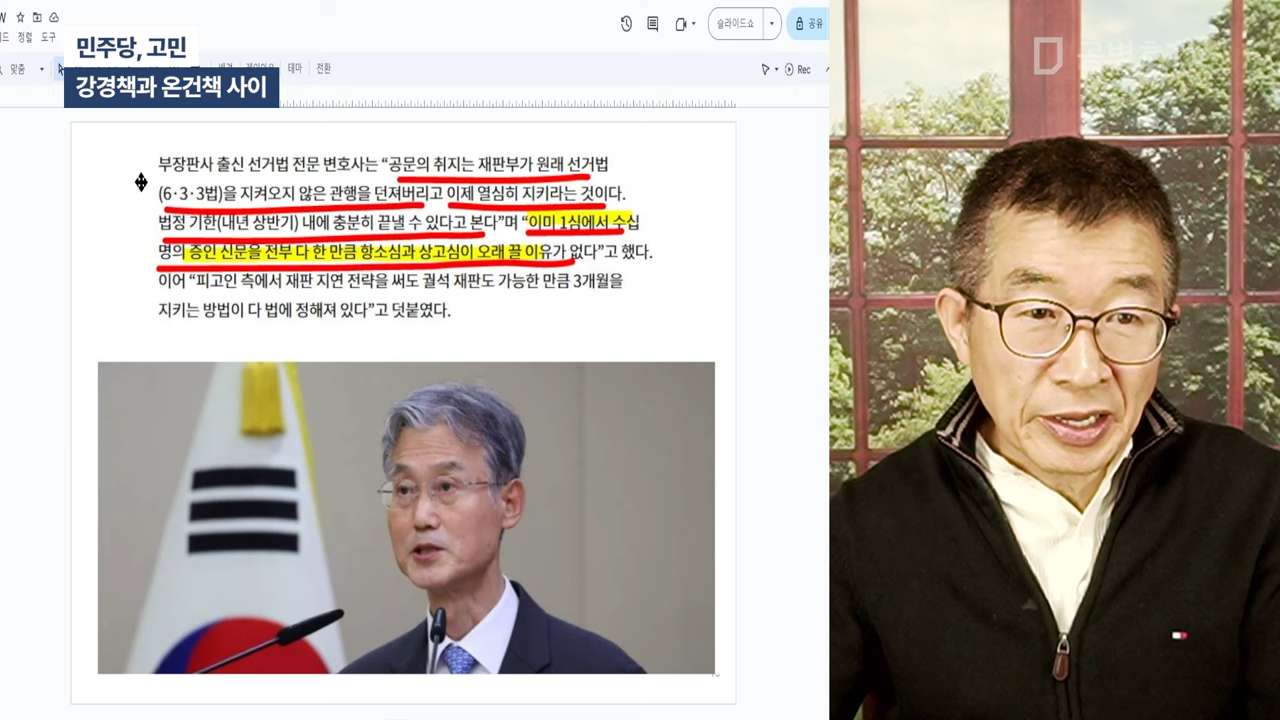 민주당, 고민
강경책과 온건책 사이
정렬 도구
맞춤
테마
전환
슬라이드쇼
공유
Rec
부장판사 출신 선거법 전문 변호사는 “공문의 취지는 재판부가 원래 선거법
(6·3·3법)을 지켜오지 않은 관행을 던져버리고 이제 열심히 지키라는 것이다.
법정 기한(내년 상반기) 내에 충분히 끝낼 수 있다고 본다”며 “이미 1심에서 수십
명의 증인 신문을 전부 다 한 만큼 항소심과 상고심이 오래 끌 이유가 없다”고 했다.
이어 “피고인 측에서 재판 지연 전략을 써도 궐석 재판도 가능한 만큼 3개월을
지키는 방법이 다 법에 정해져 있다”고 덧붙였다.